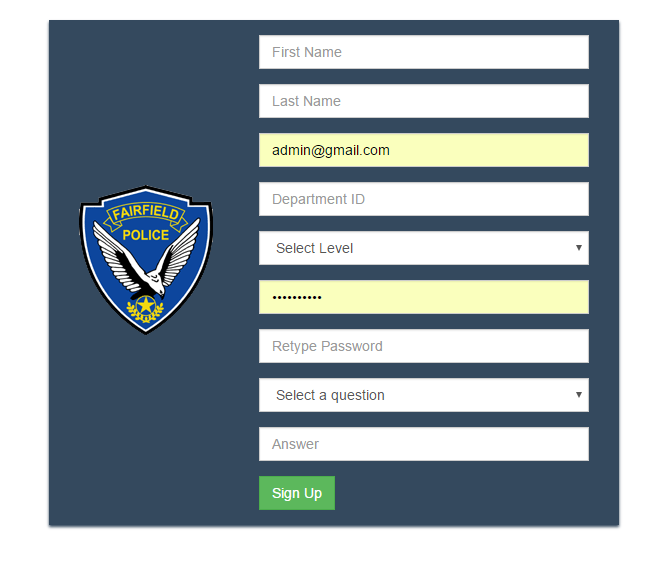 First Name
Last Name
admin@gmail.com
Department ID
FAIRFIELD
POLICE
Select Level
••••••••••
Retype Password
Select a question
Answer
Sign Up